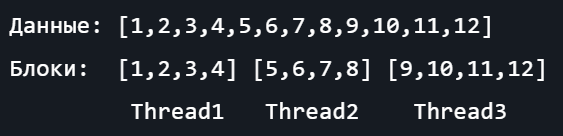 Данные: [1,2,3,4,5,6,7,8,9,10,11,12]
Блоки: [1,2,3,4] [5,6,7,8] [9,10,11,12]
Thread1 Thread2 Thread3